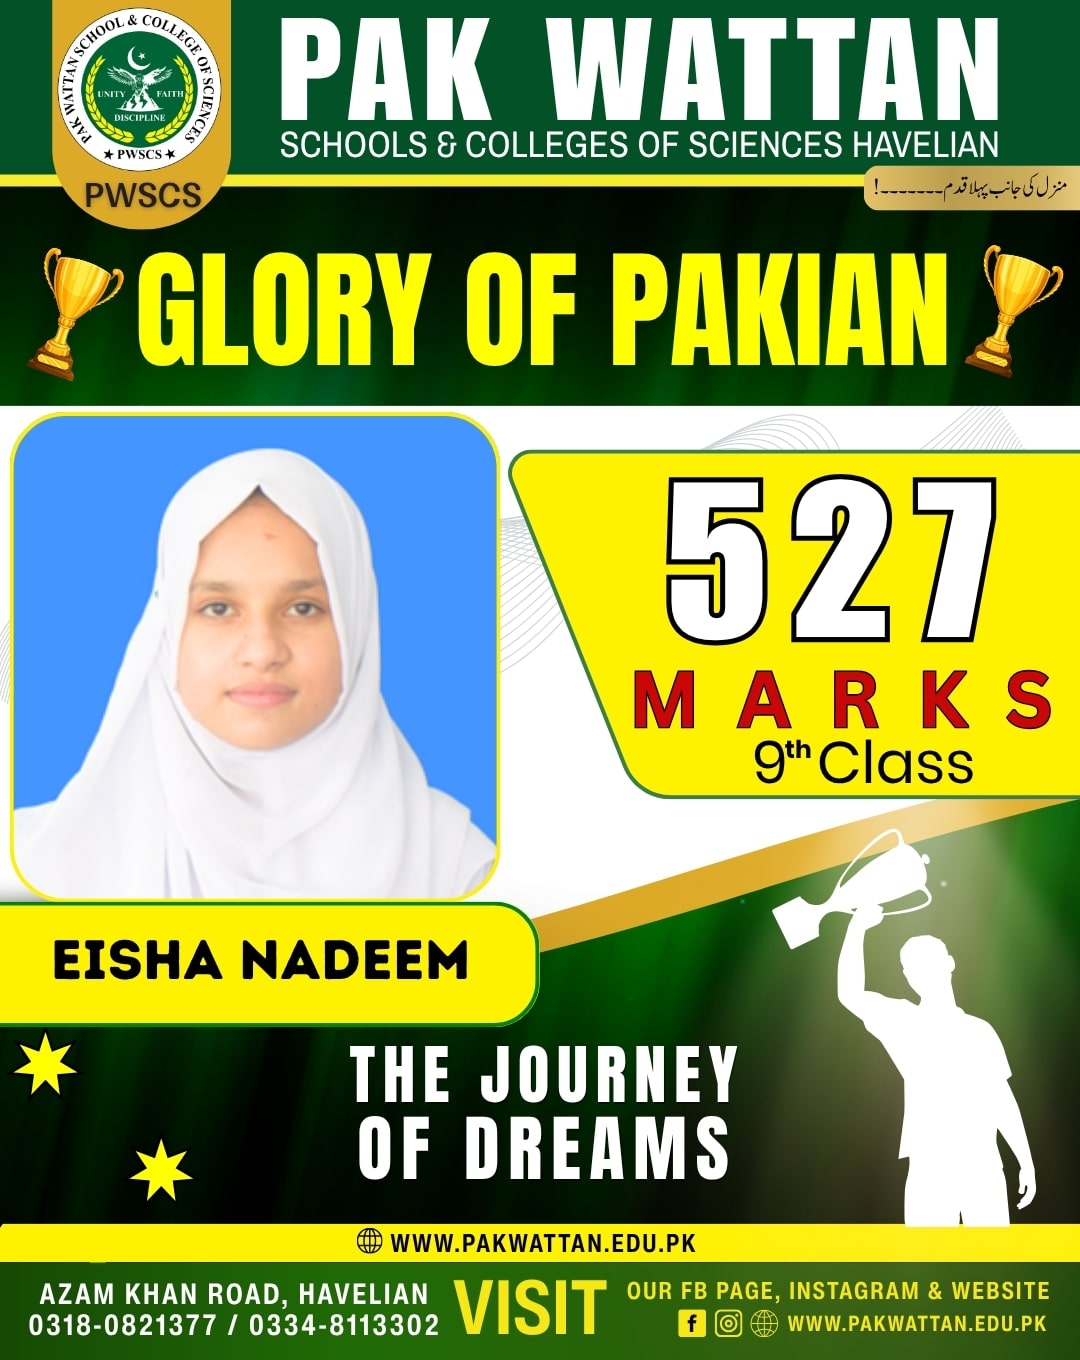 PAK WATTAN SCHOOL & COLLEGE OF SCIENCES
UNITY FAITH
DISCIPLINE
★ PWSCS ★
PWSCS
PAK WATTAN
SCHOOLS & COLLEGES OF SCIENCES HAVELIAN
منزل کی جانب پہلا قدم-------!
GLORY OF PAKIAN
527
MARKS
9th Class
EISHA NADEEM
THE JOURNEY
OF DREAMS
WWW.PAKWATTAN.EDU.PK
AZAM KHAN ROAD, HAVELIAN
0318-0821377 / 0334-8113302
VISIT
OUR FB PAGE, INSTAGRAM & WEBSITE
WWW.PAKWATTAN.EDU.PK